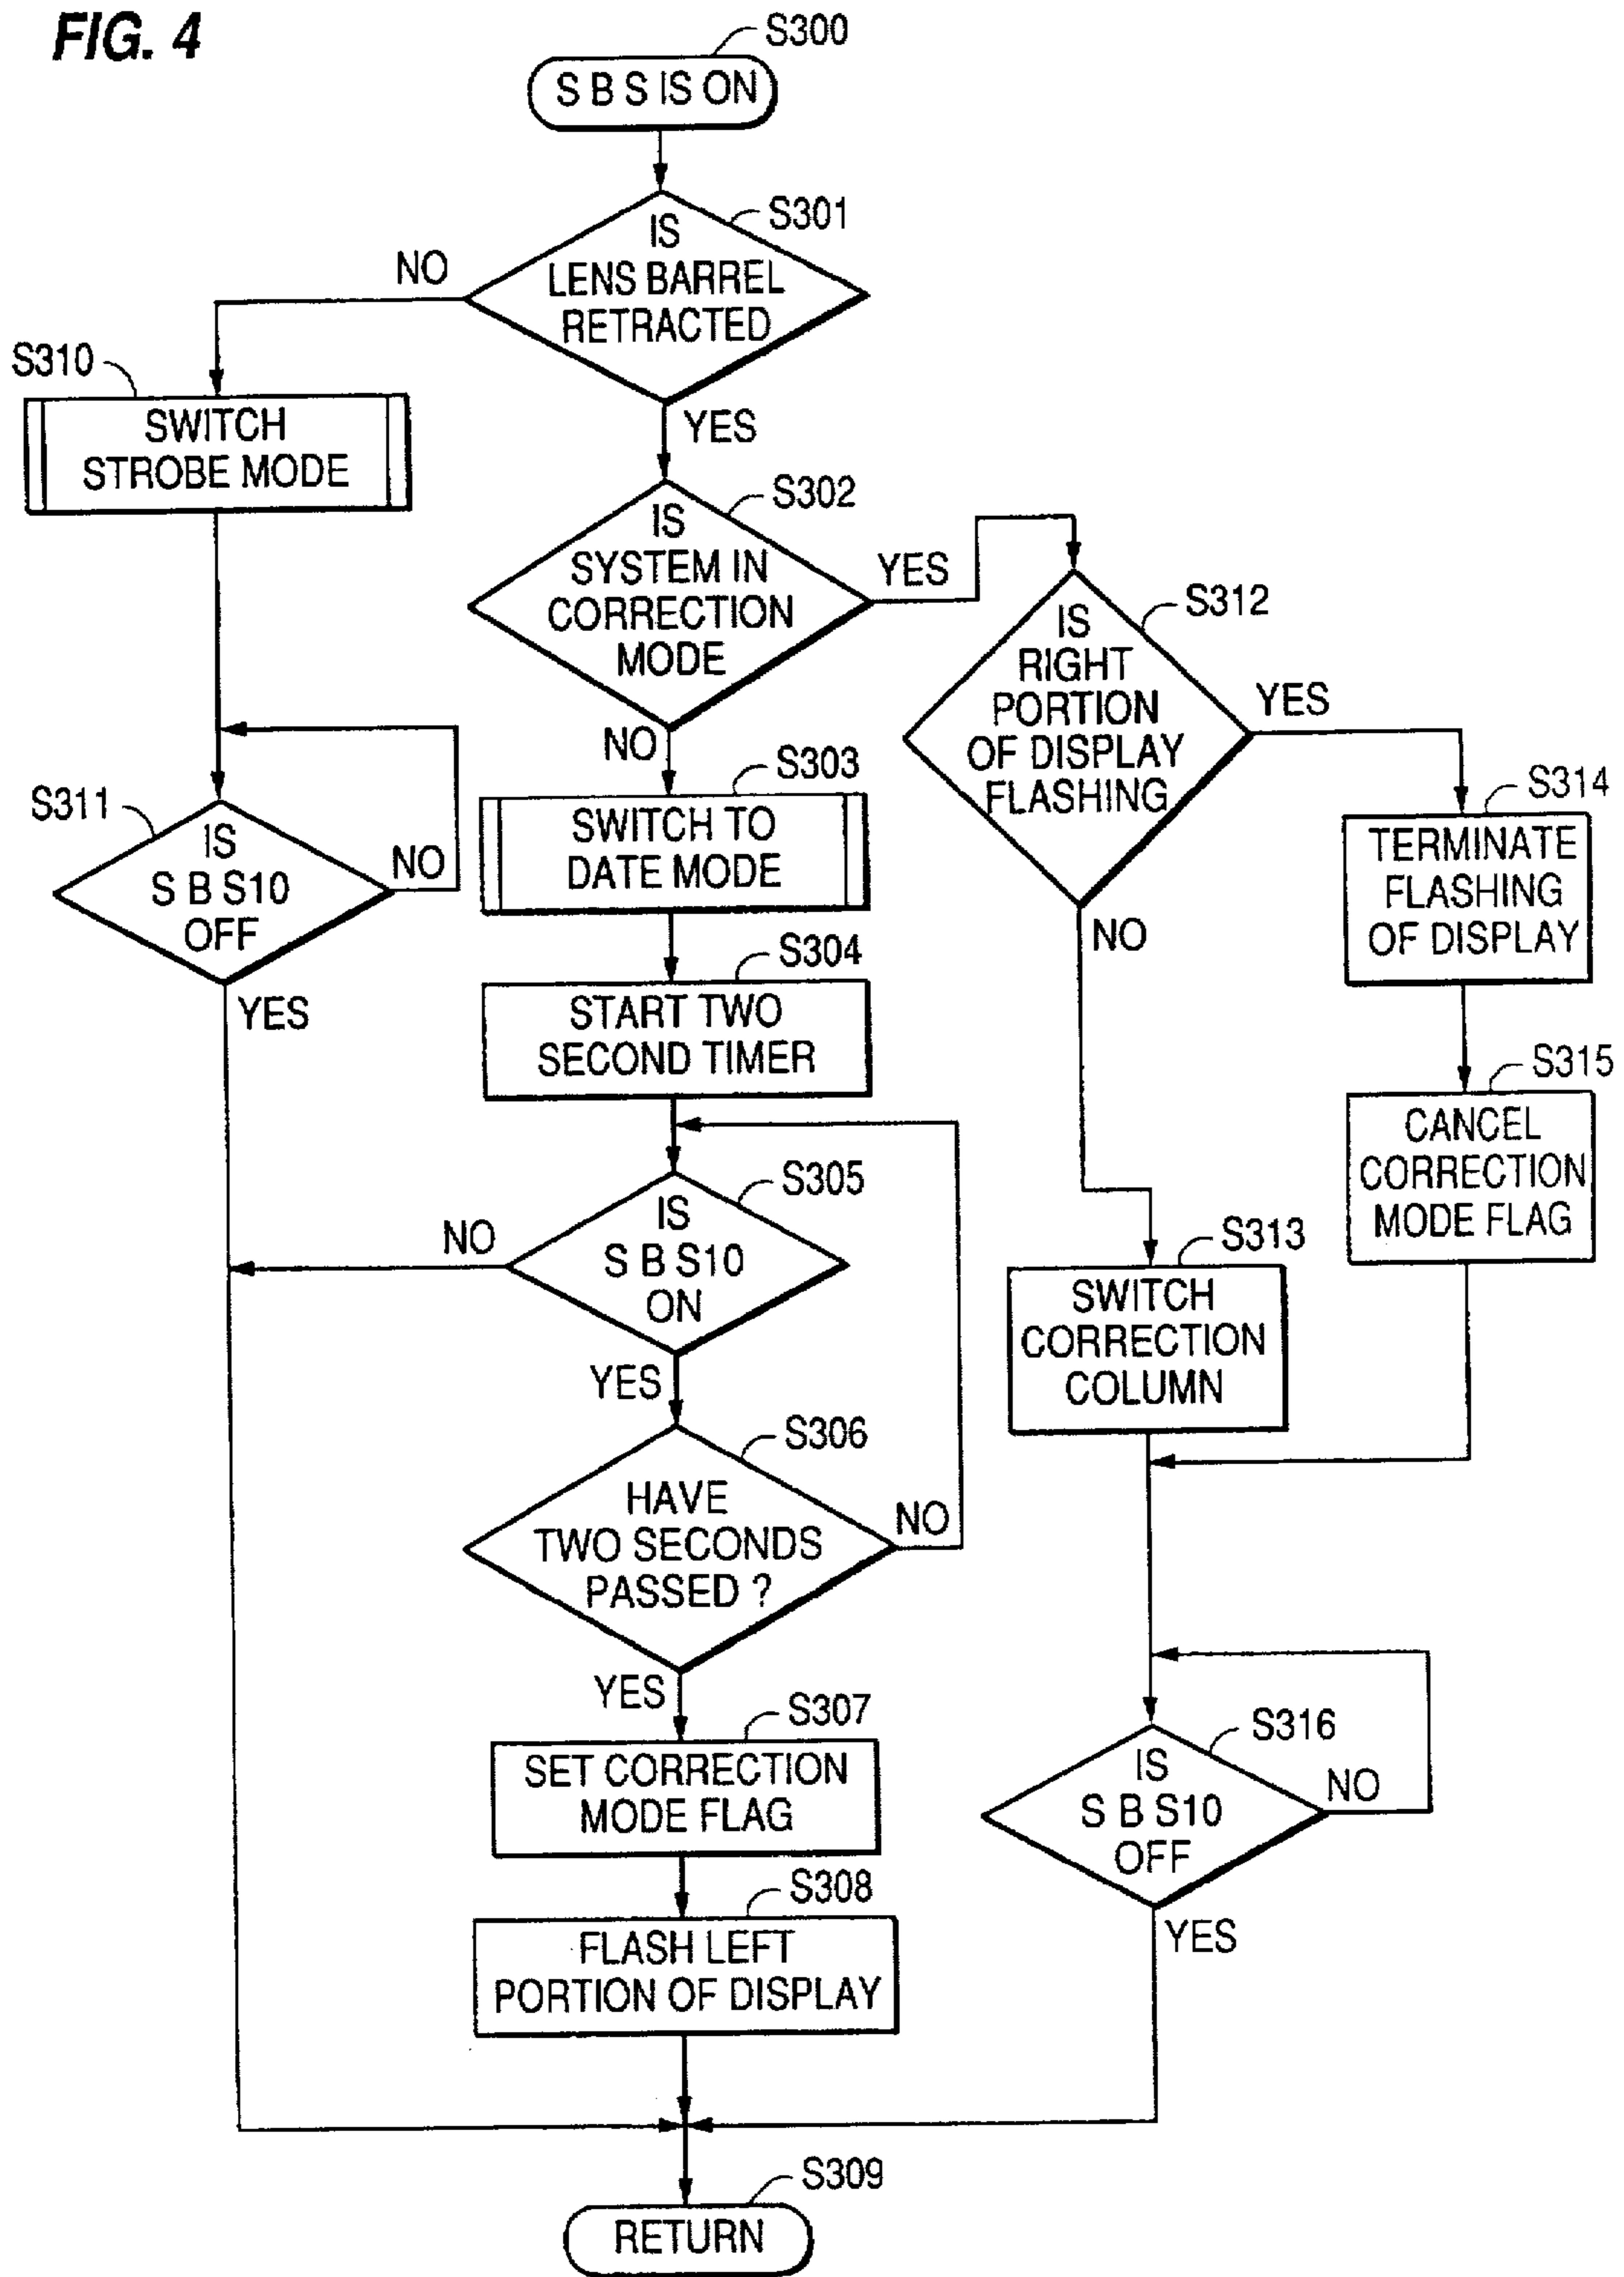 FIG. 4
S300
S B S IS ON
S301
IS
LENS BARREL
RETRACTED
NO
YES
S310
SWITCH
STROBE MODE
S302
IS
SYSTEM IN
CORRECTION
MODE
YES
NO
S312
IS
RIGHT
PORTION
OF DISPLAY
FLASHING
YES
NO
S303
SWITCH TO
DATE MODE
S311
IS
S B S10
OFF
NO
YES
S314
TERMINATE
FLASHING
OF DISPLAY
S304
START TWO
SECOND TIMER
S315
CANCEL
CORRECTION
MODE FLAG
S305
IS
S B S10
ON
NO
YES
S313
SWITCH
CORRECTION
COLUMN
S306
HAVE
TWO SECONDS
PASSED ?
NO
YES
S307
SET CORRECTION
MODE FLAG
S316
IS
S B S10
OFF
NO
YES
S308
FLASH LEFT
PORTION OF DISPLAY
S309
RETURN